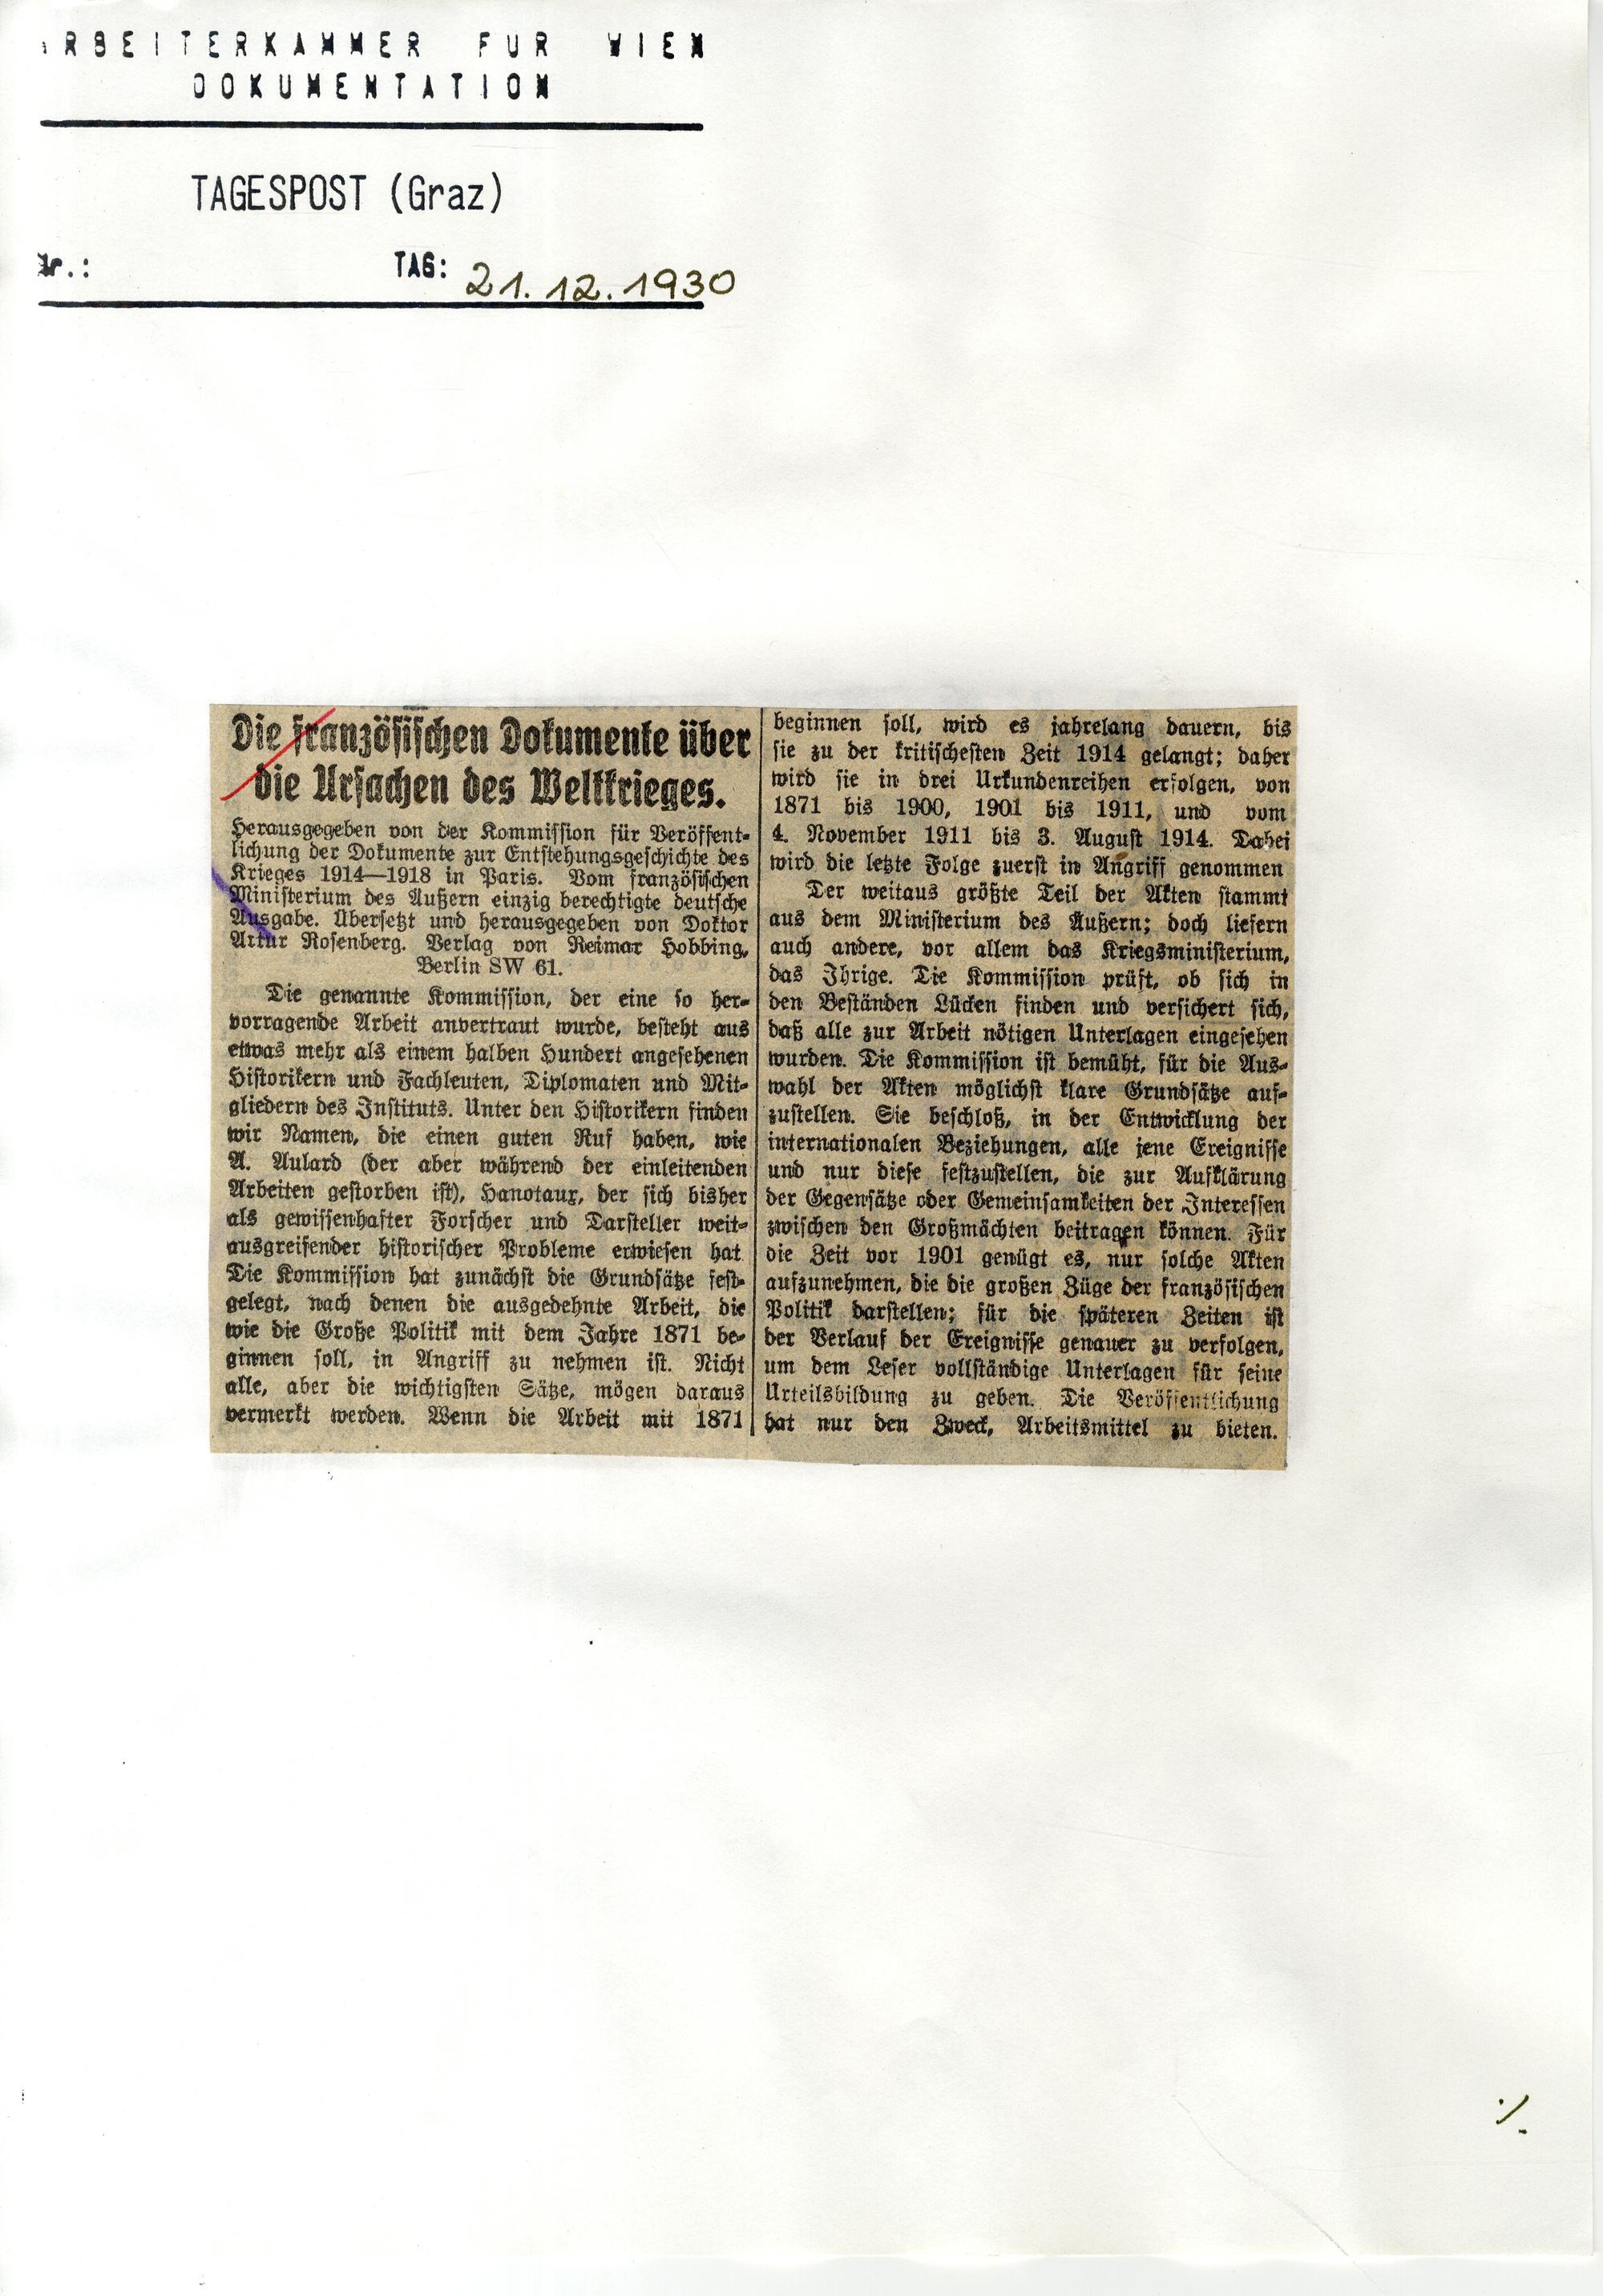 ARBEITERKAMMER FUR WIEN
DOKUMENTATION
TAGESPOST (Graz)
Nr.: TAG: 21.12.1930
Die französischen Dokumente über
die Ursachen des Weltkrieges.
Herausgegeben von der Kommission für Veröffent-
lichung der Dokumente zur Entstehungsgeschichte des
Krieges 1914—1918 in Paris. Vom französischen
Ministerium des Äußern einzig berechtigte deutsche
Ausgabe. Übersetzt und herausgegeben von Doktor
Artur Rosenberg. Verlag von Reimar Hobbing,
Berlin SW 61.
Die genannte Kommission, der eine so her-
vorragende Arbeit anvertraut wurde, besteht aus
etwas mehr als einem halben Hundert angesehenen
Historikern und Fachleuten, Diplomaten und Mit-
gliedern des Instituts. Unter den Historikern finden
wir Namen, die einen guten Ruf haben, wie
A. Aulard (der aber während der einleitenden
Arbeiten gestorben ist), Hanotaux, der sich bisher
als gewissenhafter Forscher und Darsteller weit-
ausgreifender historischer Probleme erwiesen hat
Die Kommission hat zunächst die Grundsätze fest-
gelegt, nach denen die ausgedehnte Arbeit, die
wie die Große Politik mit dem Jahre 1871 be-
ginnen soll, in Angriff zu nehmen ist. Nicht
alle, aber die wichtigsten Sätze, mögen daraus
vermerkt werden. Wenn die Arbeit mit 1871
beginnen soll, wird es jahrelang dauern, bis
sie zu der kritischesten Zeit 1914 gelangt; daher
wird sie in drei Urkundenreihen erfolgen, von
1871 bis 1900, 1901 bis 1911, und vom
4. November 1911 bis 3. August 1914. Dabei
wird die letzte Folge zuerst in Angriff genommen
Der weitaus größte Teil der Akten stammt
aus dem Ministerium des Äußern; doch liefern
auch andere, vor allem das Kriegsministerium,
das Ihrige. Die Kommission prüft, ob sich in
den Beständen Lücken finden und versichert sich,
daß alle zur Arbeit nötigen Unterlagen eingesehen
wurden. Die Kommission ist bemüht, für die Aus-
wahl der Akten möglichst klare Grundsätze auf-
zustellen. Sie beschloß, in der Entwicklung der
internationalen Beziehungen, alle jene Ereignisse
und nur diese festzustellen, die zur Aufklärung
der Gegensätze oder Gemeinsamkeiten der Interessen
zwischen den Großmächten beitragen können. Für
die Zeit vor 1901 genügt es, nur solche Akten
aufzunehmen, die die großen Züge der französischen
Politik darstellen; für die späteren Zeiten ist
der Verlauf der Ereignisse genauer zu verfolgen,
um dem Leser vollständige Unterlagen für seine
Urteilsbildung zu geben. Die Veröffentlichung
hat nur den Zweck, Arbeitsmittel zu bieten.
./.